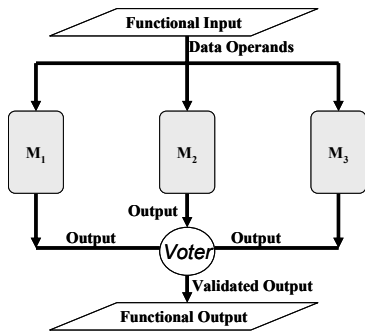 Functional Input
Data Operands
M1
M2
M3
Output
Output
Output
Voter
Validated Output
Functional Output